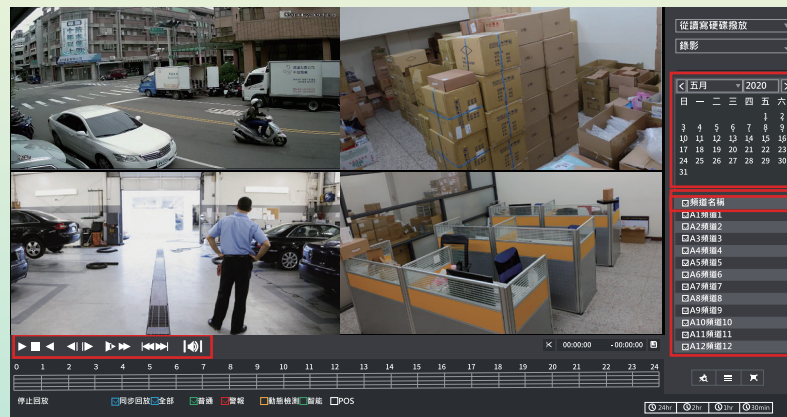 從讀寫硬碟撥放
錄影
五月 2020
日 一 二 三 四 五 六
1 2
3 4 5 6 7 8 9
10 11 12 13 14 15 16
17 18 19 20 21 22 23
24 25 26 27 28 29 30
31
頻道名稱
A1頻道1
A2頻道2
A3頻道3
A4頻道4
A5頻道5
A6頻道6
A7頻道7
A8頻道8
A9頻道9
A10頻道10
A11頻道11
A12頻道12
00:00:00 -00:00:00
0 1 2 3 4 5 6 7 8 9 10 11 12 13 14 15 16 17 18 19 20 21 22 23 24
停止回放 同步回放 全部 普通 警報 動態檢測 智能 POS
24hr 2hr 1hr 30min